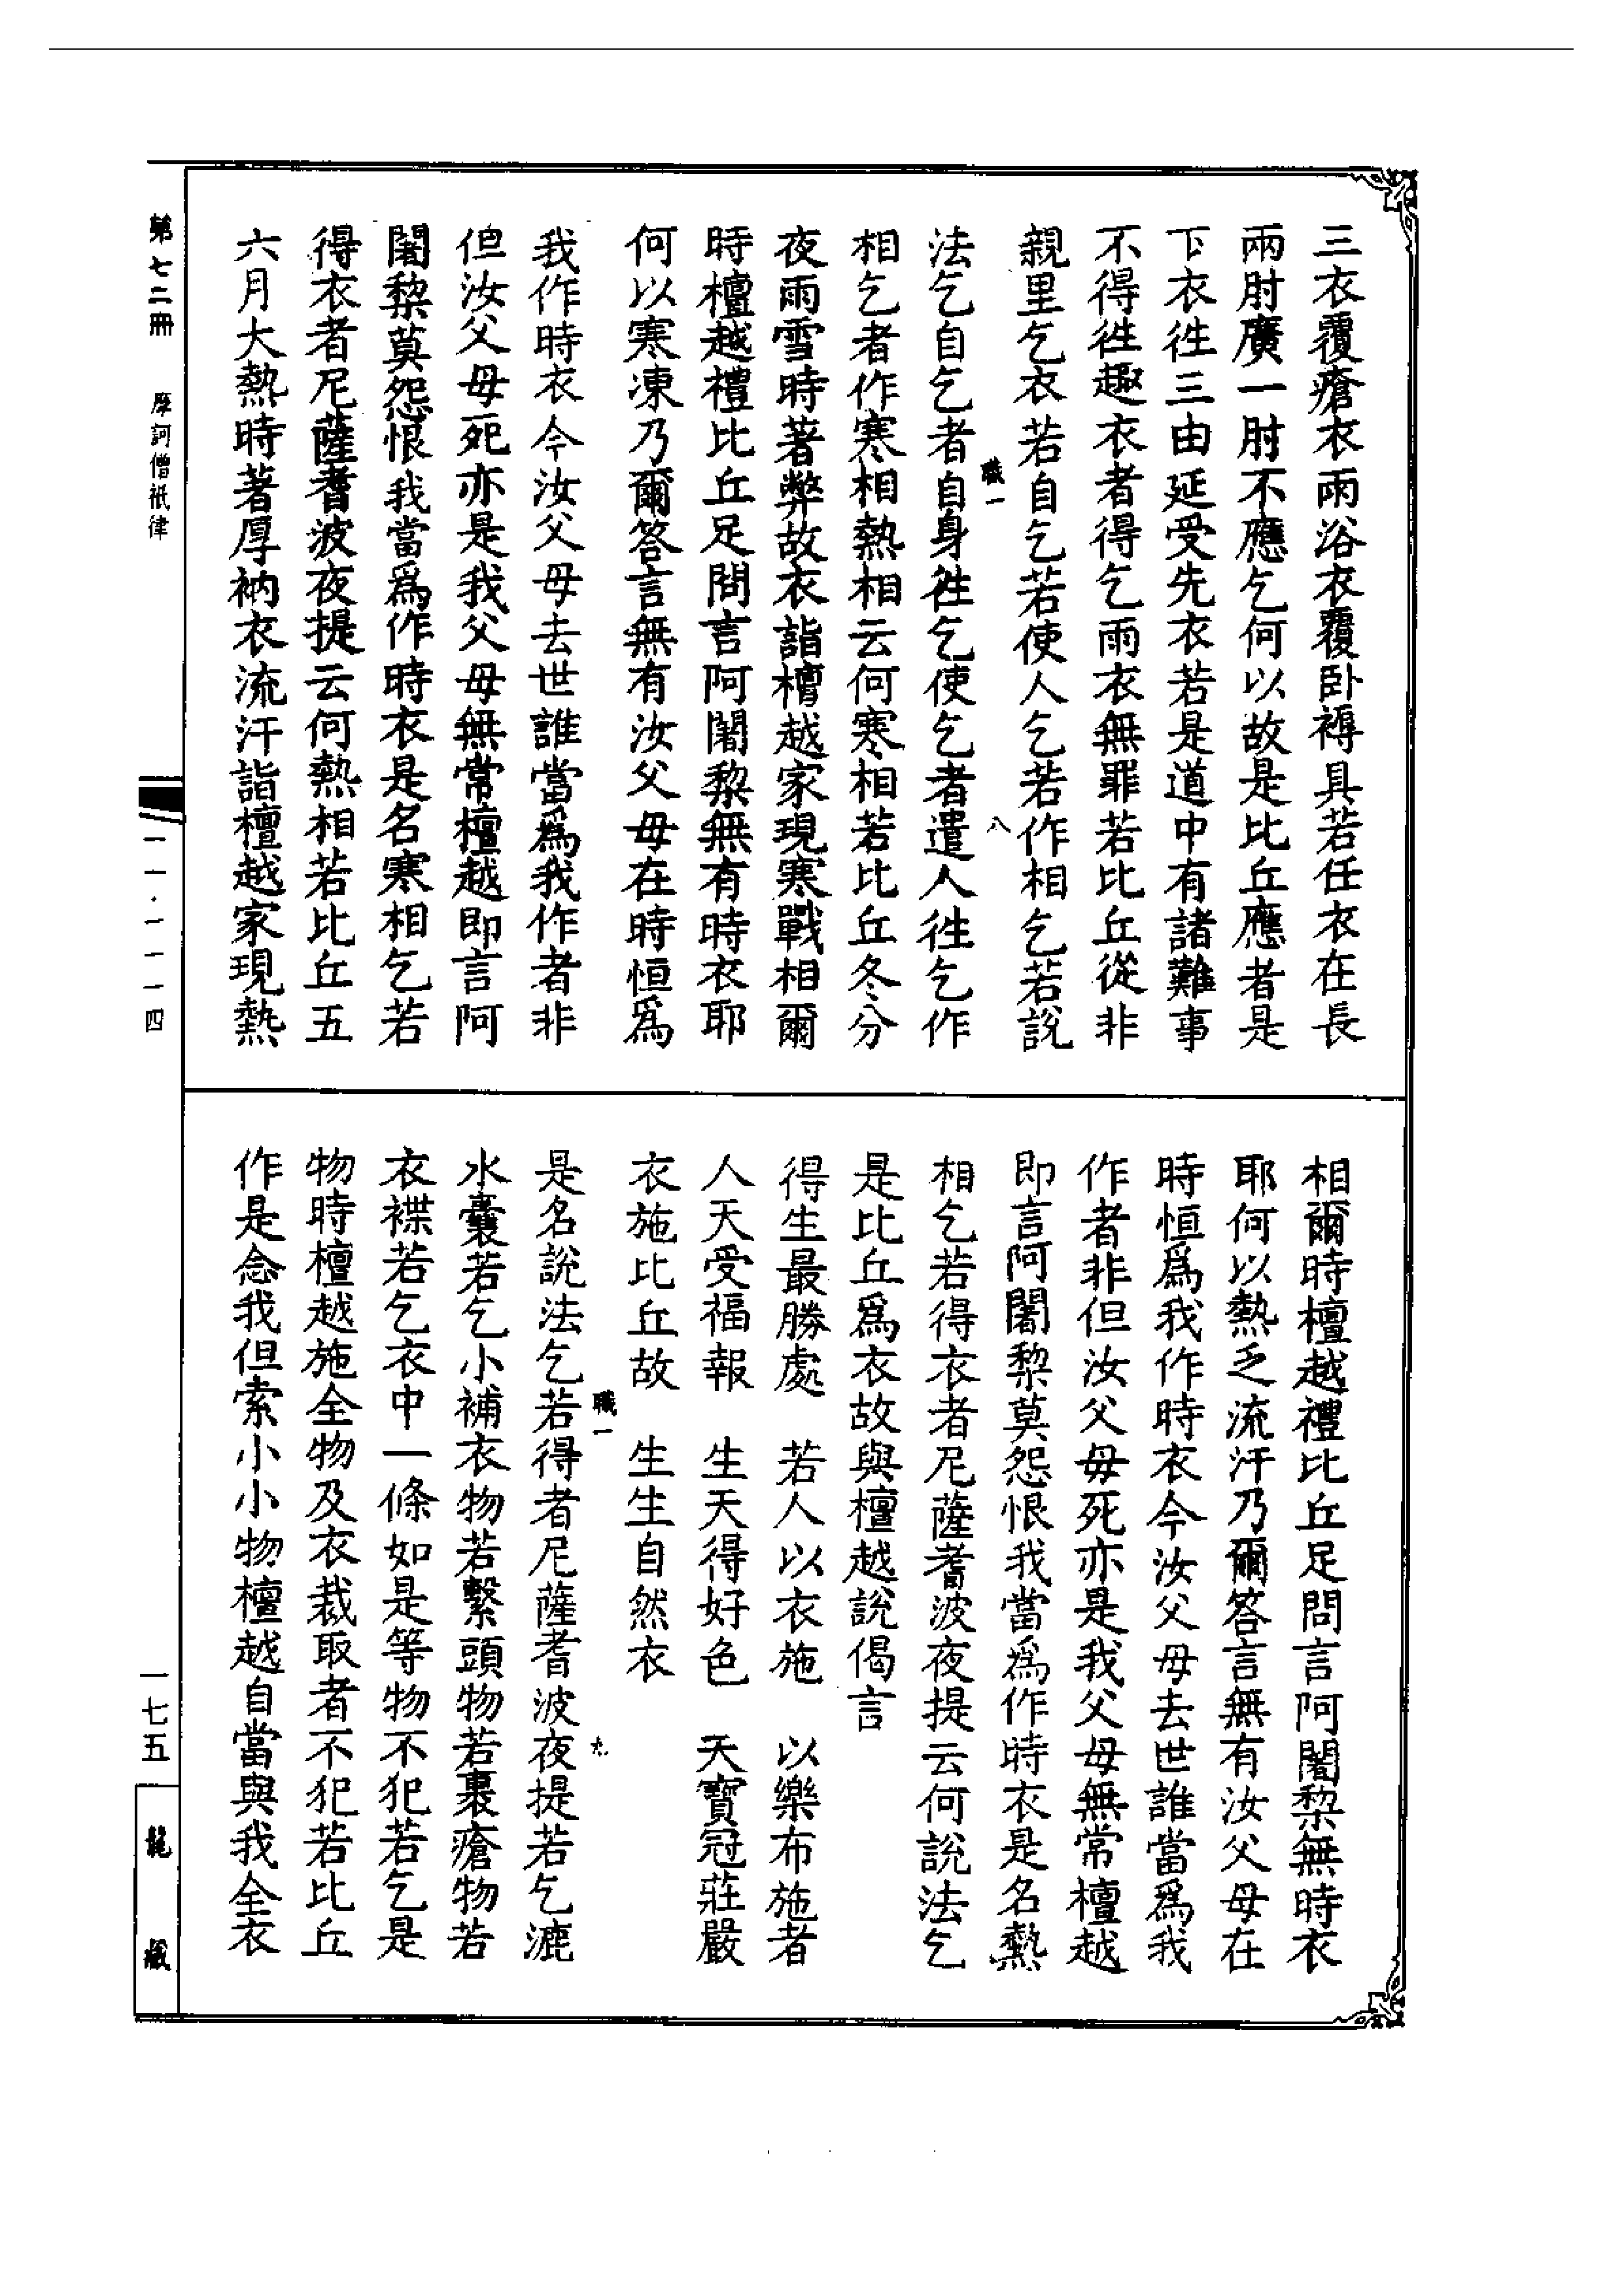 三衣覆瘡衣雨浴衣覆卧褥具若任衣在長
兩肘廣一肘不應乞何以故是比丘應者是
下衣徃三由延受先衣若是道中有諸難事
不得徃趣衣者得乞雨衣無罪若比丘從非
親里乞衣若自乞若使人乞若作相乞若說
職一
八
法乞自乞者自身徃乞使乞者遣人徃乞作
相乞者作寒相熱相云何寒相若比丘冬分
夜雨雪時著弊故衣詣檀越家現寒戰相爾
時檀越禮比丘足問言阿闍黎無有時衣耶
何以寒凍乃爾答言無有汝父母在時恒爲
我作時衣今汝父母去世誰當爲我作者非
但汝父母死亦是我父母無常檀越即言阿
闍黎莫怨恨我當爲作時衣是名寒相乞若
得衣者尼薩耆波夜提云何熱相若比丘五
六月大熱時著厚衲衣流汗詣檀越家現熱
相爾時檀越禮比丘足問言阿闍黎無時衣
耶何以熱乏流汗乃爾答言無有汝父母在
時恒爲我作時衣今汝父母去世誰當爲我
作者非但汝父母死亦是我父母無常檀越
即言阿闍黎莫怨恨我當爲作時衣是名熱
相乞若得衣者尼薩耆波夜提云何說法乞
是比丘爲衣故與檀越說偈言
得生最勝處　若人以衣施　以樂布施者
人天受福報　生天得好色　天寶冠莊嚴
衣施比丘故　生生自然衣
職一
九
是名說法乞若得者尼薩耆波夜提若乞漉
水囊若乞小補衣物若繫頭物若裹瘡物若
衣褋若乞衣中一條如是等物不犯若乞是
物時檀越施全物及衣裁取者不犯若比丘
作是念我但索小小物檀越自當與我全衣
第七二冊　摩訶僧祇律
一一一·一一一四
一七五
龍藏